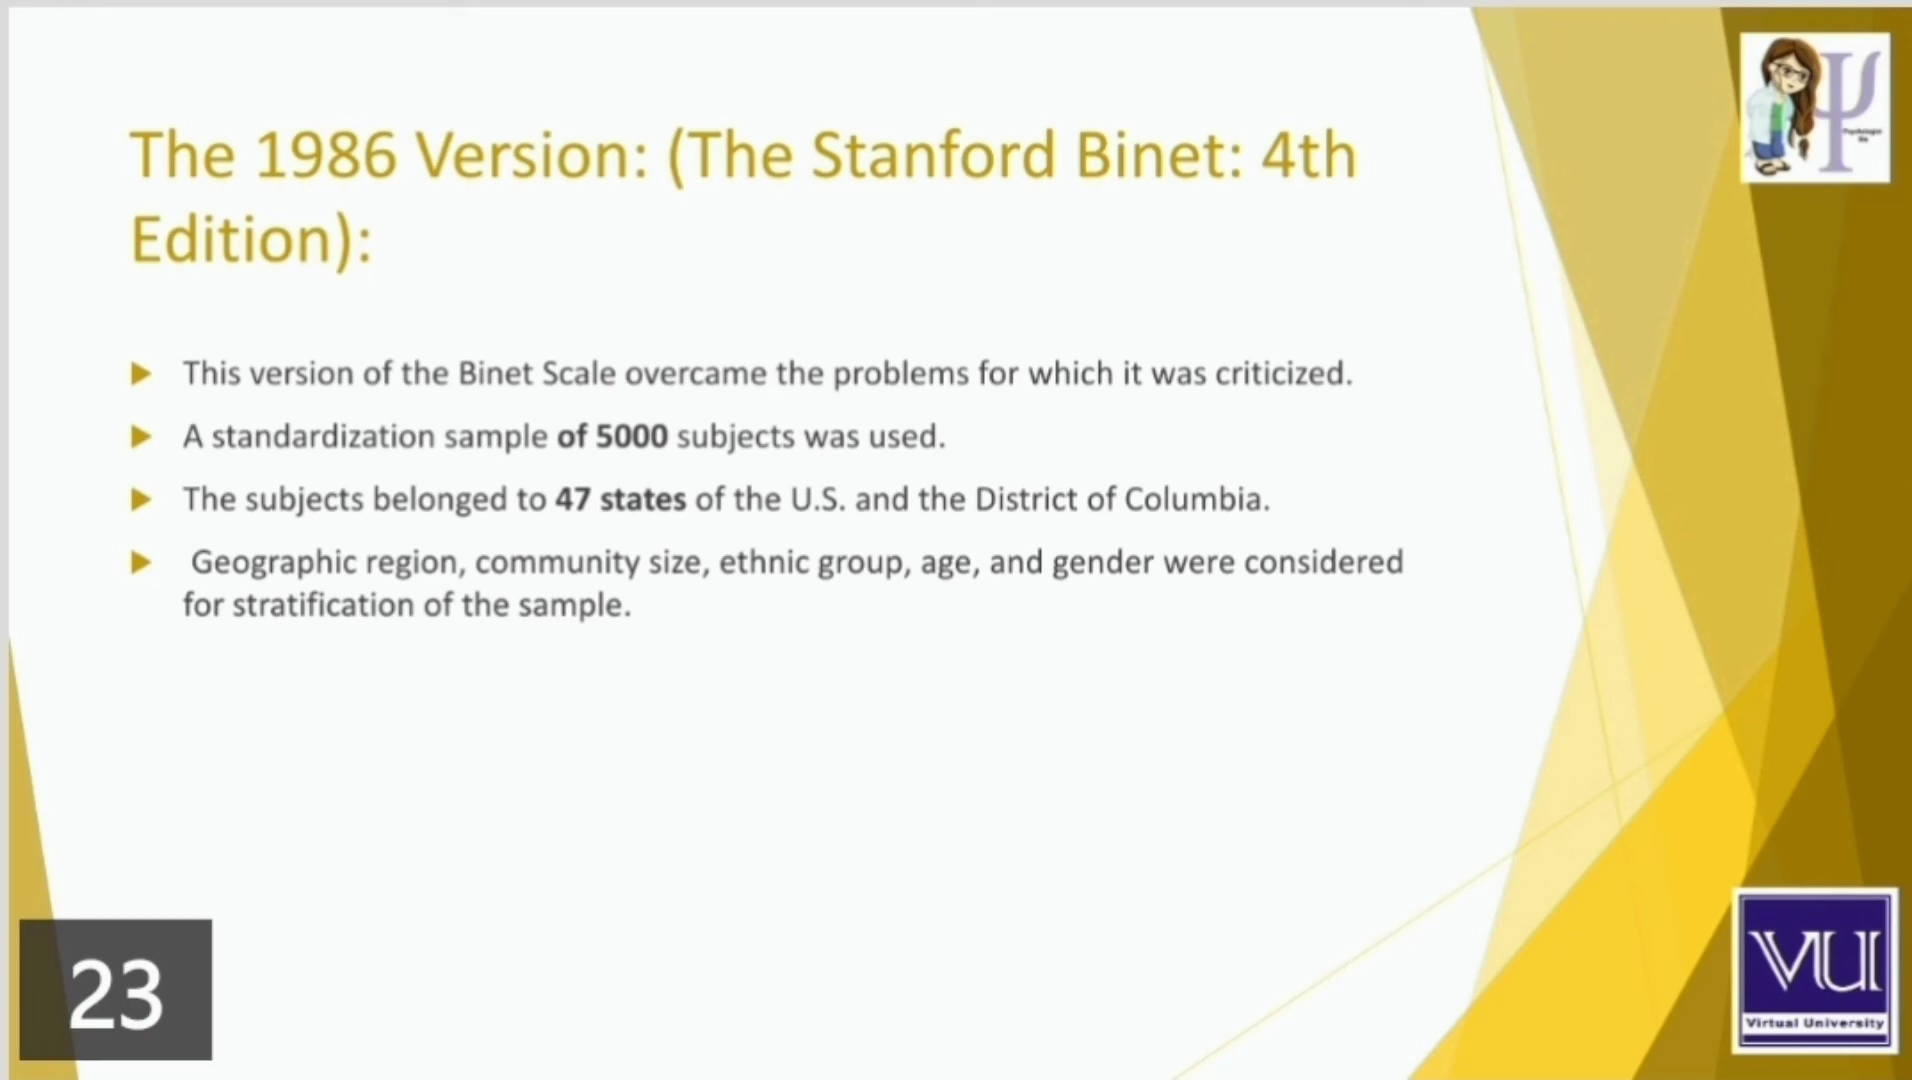 The 1986 Version: (The Stanford Binet: 4th
Edition):
This version of the Binet Scale overcame the problems for which it was criticized.
A standardization sample of 5000 subjects was used.
The subjects belonged to 47 states of the U.S. and the District of Columbia.
Geographic region, community size, ethnic group, age, and gender were considered
for stratification of the sample.
23
VU
Virtual University